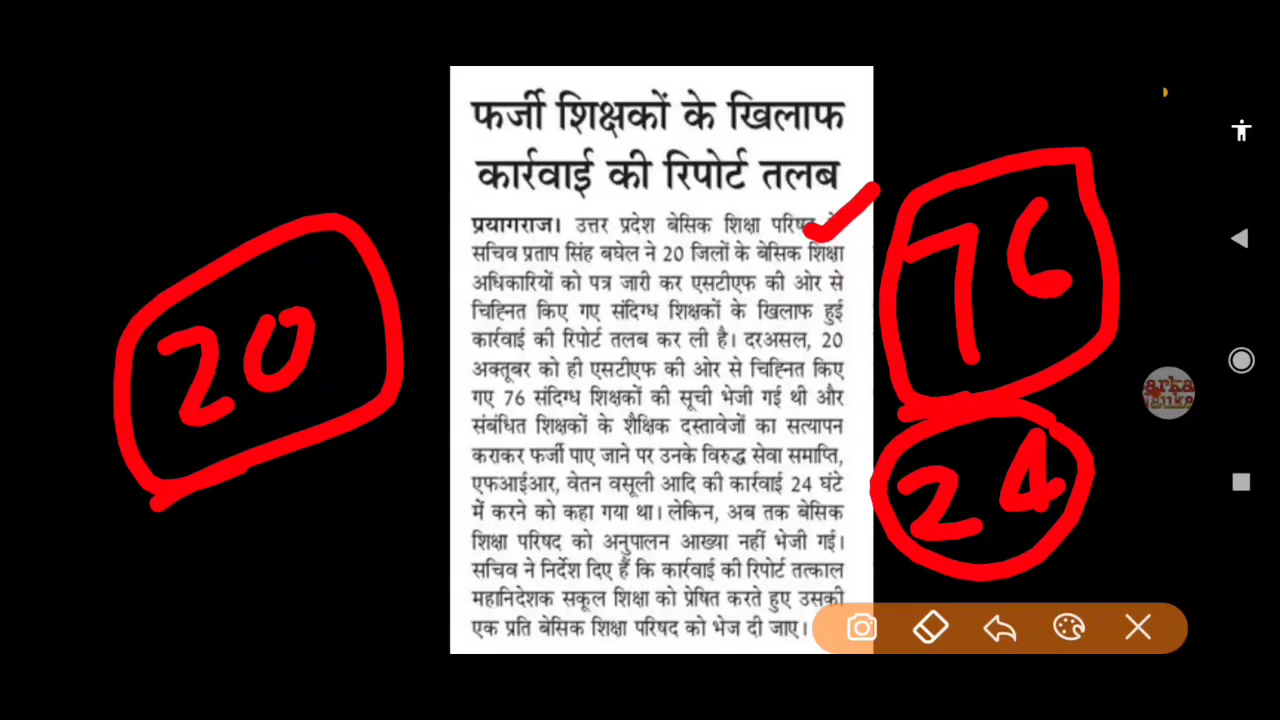 फर्जी शिक्षकों के खिलाफ
कार्रवाई की रिपोर्ट तलब
प्रयागराज। उत्तर प्रदेश बेसिक शिक्षा परिषद
सचिव प्रताप सिंह बघेल ने 20 जिलों के बेसिक शिक्षा
अधिकारियों को पत्र जारी कर एसटीएफ की ओर से
चिह्नित किए गए संदिग्ध शिक्षकों के खिलाफ हुई
कार्रवाई की रिपोर्ट तलब कर ली है। दरअसल, 20
अक्तूबर को ही एसटीएफ की ओर से चिह्नित किए
गए 76 संदिग्ध शिक्षकों की सूची भेजी गई थी और
संबंधित शिक्षकों के शैक्षिक दस्तावेजों का सत्यापन
कराकर फर्जी पाए जाने पर उनके विरुद्ध सेवा समाप्ति,
एफआईआर, वेतन वसूली आदि की कार्रवाई 24 घंटे
में करने को कहा गया था। लेकिन, अब तक बेसिक
शिक्षा परिषद को अनुपालन आख्या नहीं भेजी गई।
सचिव ने निर्देश दिए हैं कि कार्रवाई की रिपोर्ट तत्काल
महानिदेशक सकूल शिक्षा को प्रेषित करते हुए उसकी
एक प्रति बेसिक शिक्षा परिषद को भेज दी जाए।
20
76
24